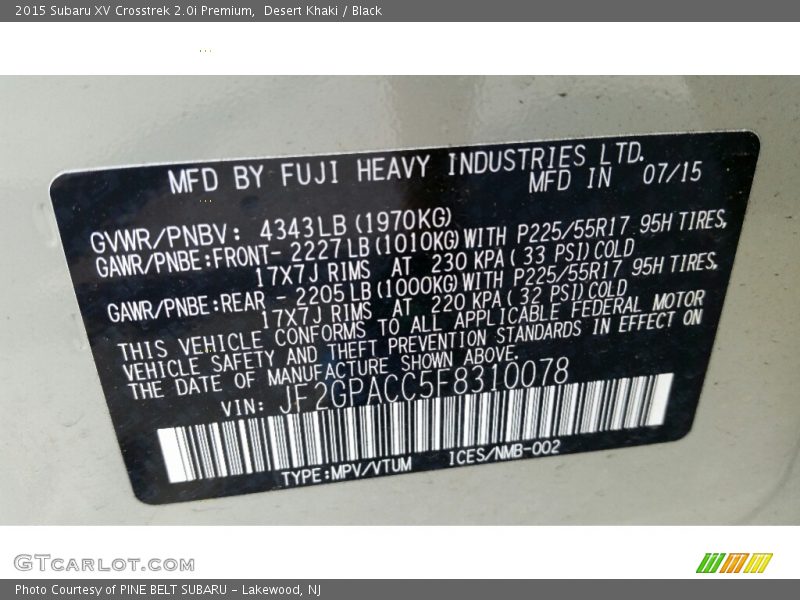 2015 Subaru XV Crosstrek 2.0i Premium,  Desert Khaki / Black
MFD BY FUJI HEAVY INDUSTRIES LTD.
MFD IN 07/15
GVWR/PNBV: 4343LB(1970KG)
GAWR/PNBE:FRONT- 2227LB(1010KG)WITH P225/55R17 95H TIRES,
17X7J RIMS AT 230 KPA( 33 PSI)COLD
GAWR/PNBE:REAR - 2205LB(1000KG)WITH P225/55R17 95H TIRES,
17X7J RIMS AT 220 KPA( 32 PSI)COLD
THIS VEHICLE CONFORMS TO ALL APPLICABLE FEDERAL MOTOR
VEHICLE SAFETY AND THEFT PREVENTION STANDARDS IN EFFECT ON
THE DATE OF MANUFACTURE SHOWN ABOVE.
VIN: JF2GPACC5F8310078
TYPE:MPV/VTUM ICES/NMB-002
GTCarLot.com
Photo Courtesy of PINE BELT SUBARU - Lakewood, NJ